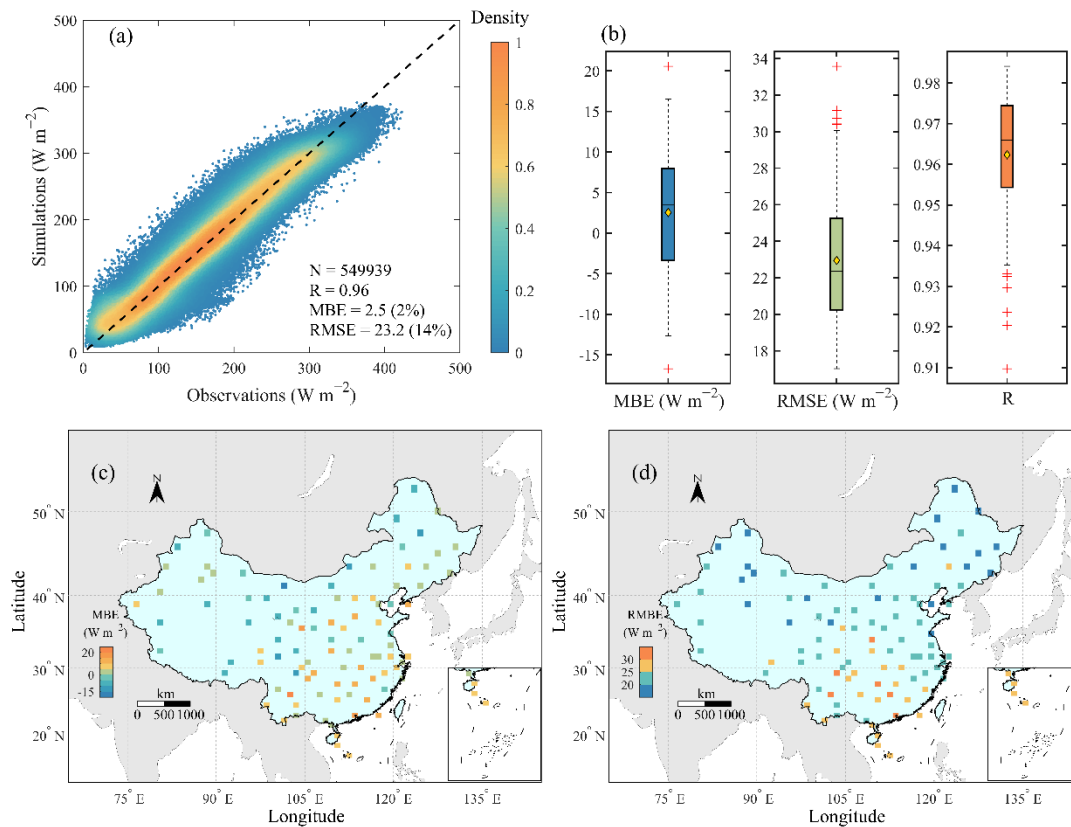 (a)
Density
500
400
300
200
100
0
Simulations (W m−2)
0
100
200
300
400
500
Observations (W m−2)
N = 549939
R = 0.96
MBE = 2.5 (2%)
RMSE = 23.2 (14%)
1
0.8
0.6
0.4
0.2
0
(b)
20
15
10
5
0
-5
-10
-15
MBE (W m−2)
34
32
30
28
26
24
22
20
18
RMSE (W m−2)
0.98
0.97
0.96
0.95
0.94
0.93
0.92
0.91
R
(c)
N
50° N
40° N
30° N
20° N
Latitude
MBE
(W m-2)
20
0
-15
km
0 500 1000
75° E
90° E
105° E
120° E
135° E
Longitude
(d)
N
50° N
40° N
30° N
20° N
Latitude
RMBE
(W m-2)
30
25
20
km
0 500 1000
75° E
90° E
105° E
120° E
135° E
Longitude